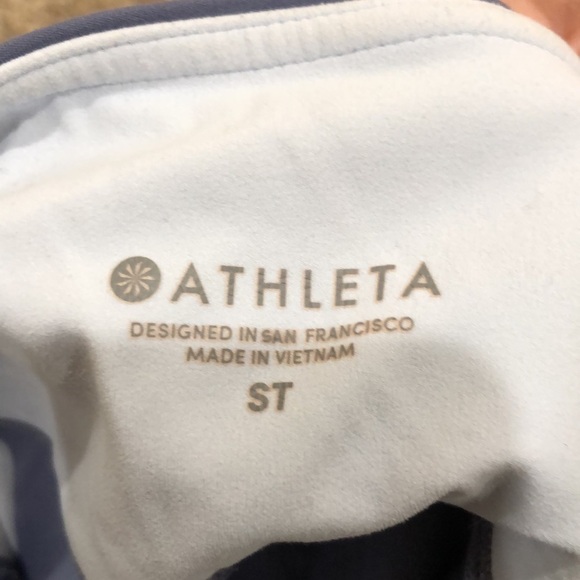 ATHLETA
DESIGNED IN SAN FRANCISCO
MADE IN VIETNAM
ST